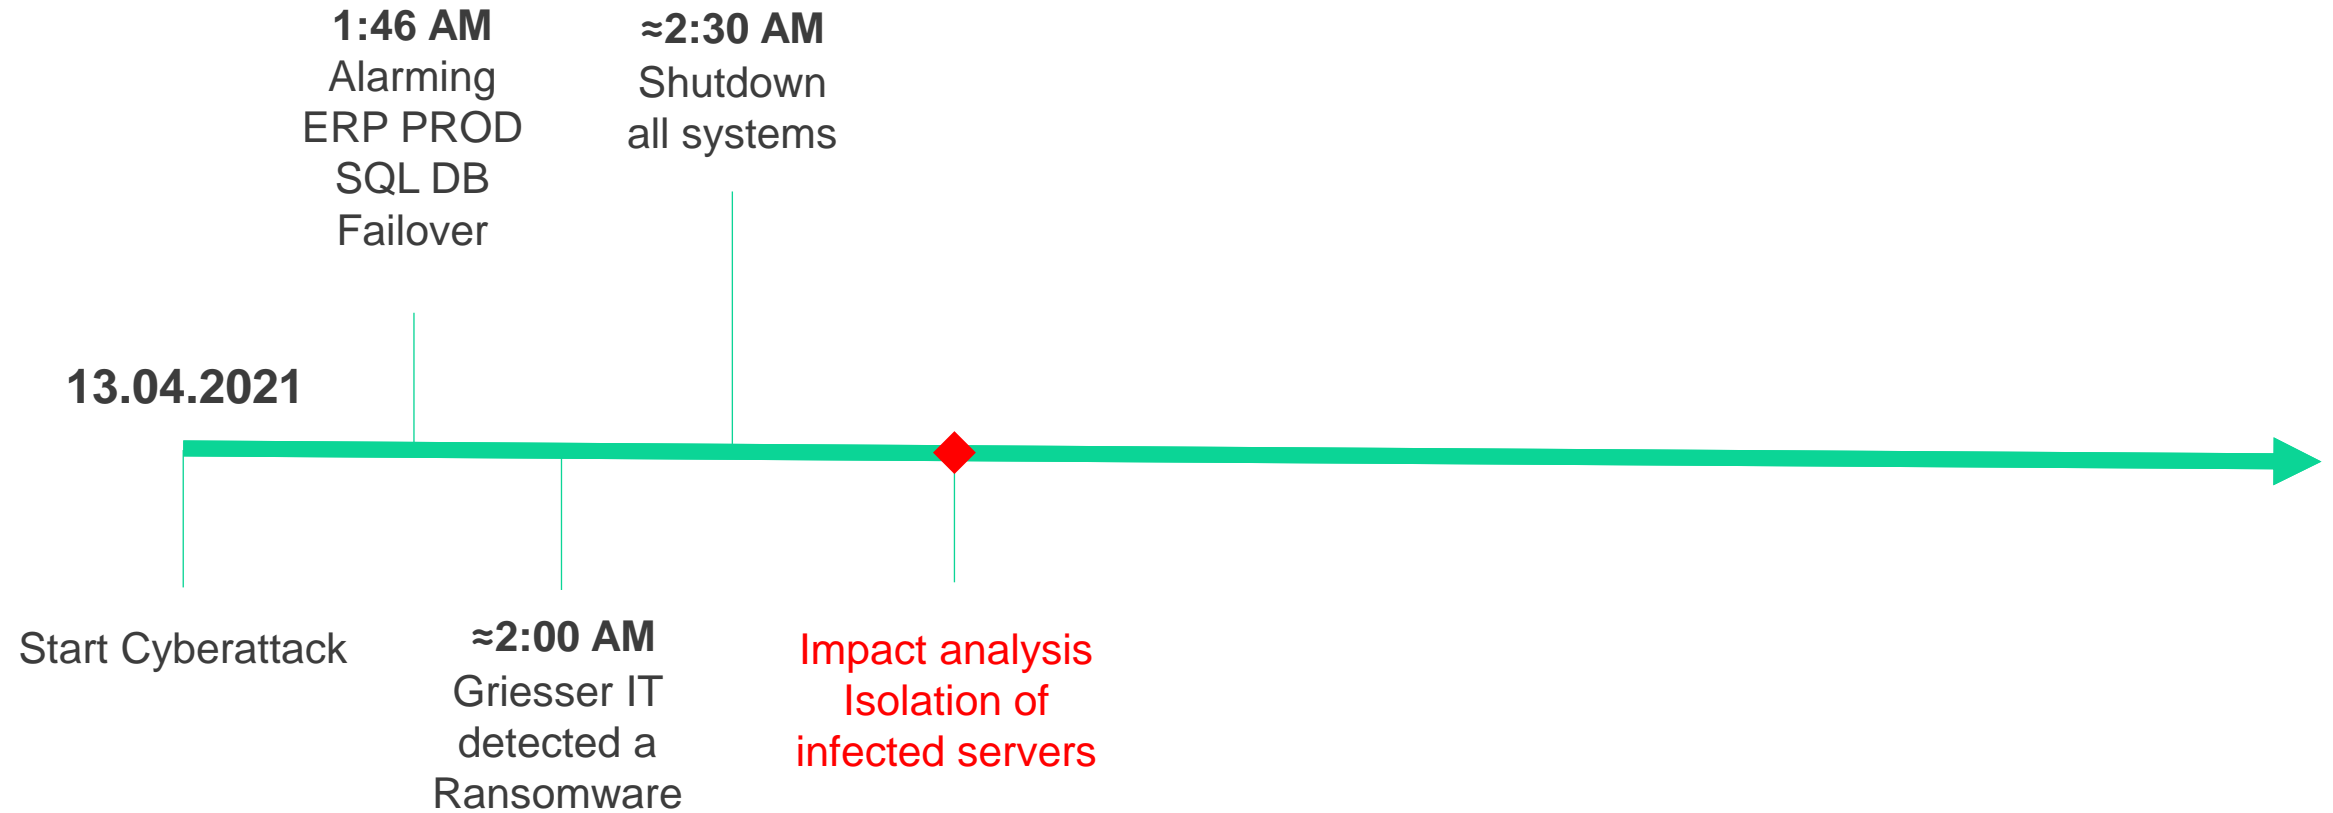 1:46 AM
Alarming
ERP PROD
SQL DB
Failover
≈2:30 AM
Shutdown
all systems
13.04.2021
Start Cyberattack
≈2:00 AM
Griesser IT
detected a
Ransomware
Impact analysis
Isolation of
infected servers